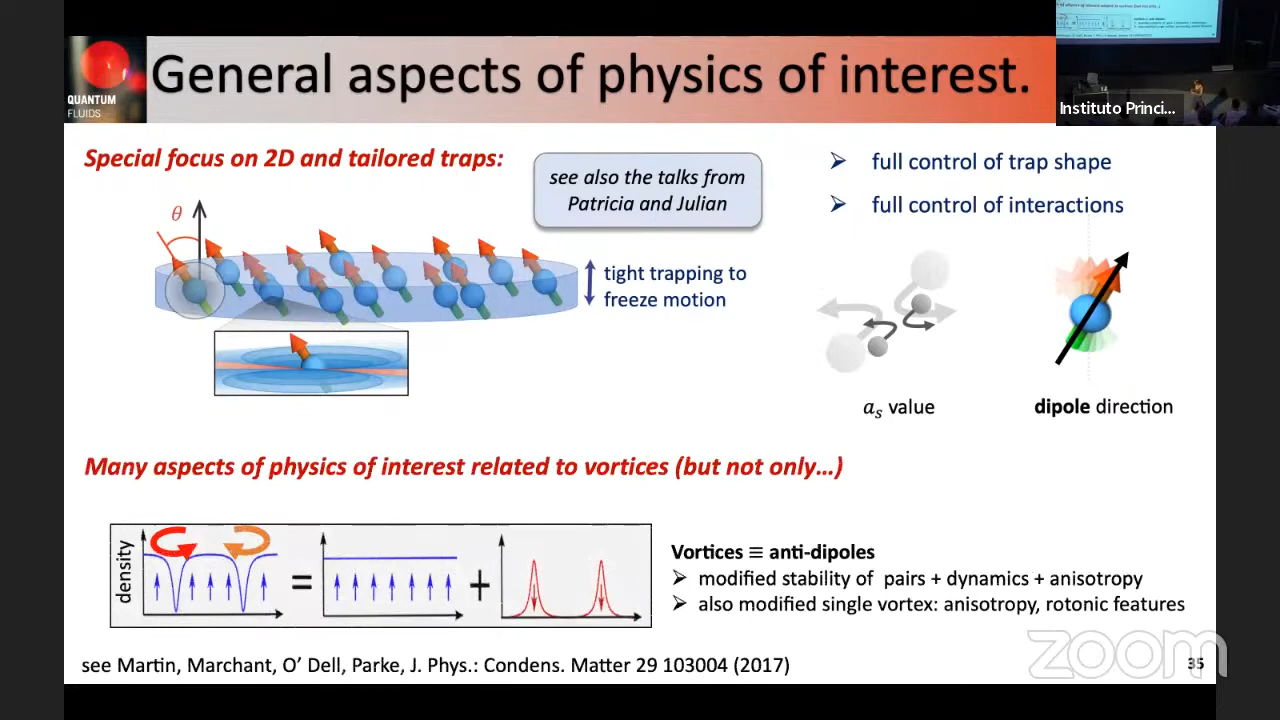 General aspects of physics of interest.
QUANTUM
FLUIDS
Instituto Princi...
Special focus on 2D and tailored traps:
see also the talks from
Patricia and Julian
➢ full control of trap shape
➢ full control of interactions
θ
tight trapping to
freeze motion
aₛ value
dipole direction
Many aspects of physics of interest related to vortices (but not only…)
density
=
+
Vortices ≡ anti-dipoles
➢ modified stability of pairs + dynamics + anisotropy
➢ also modified single vortex: anisotropy, rotonic features
see Martin, Marchant, O’ Dell, Parke, J. Phys.: Condens. Matter 29 103004 (2017)
zoom
35